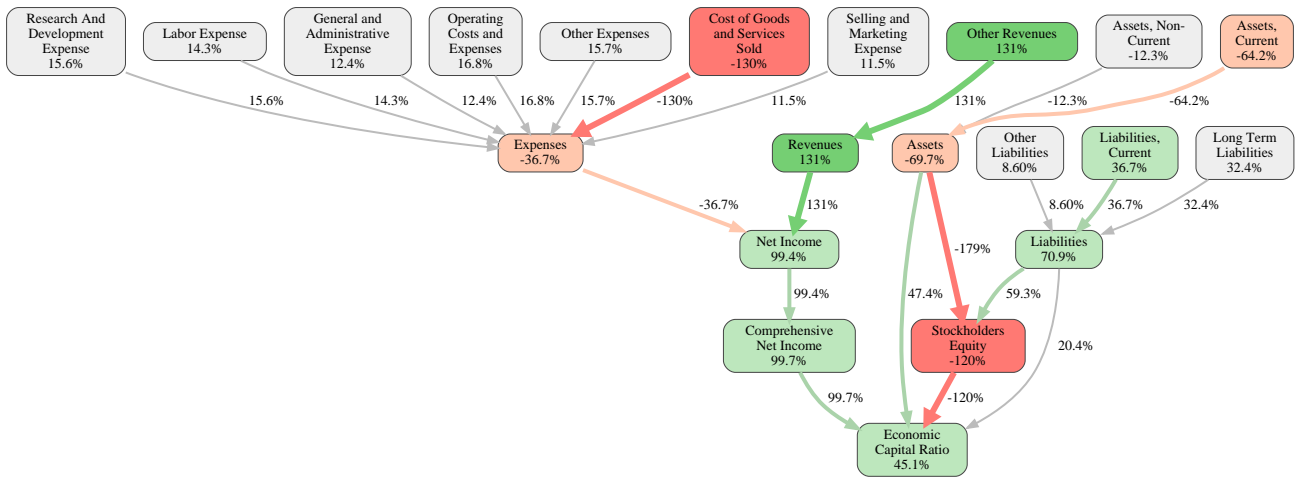 Research And
Development
Expense
15.6%
Labor Expense
14.3%
General and
Administrative
Expense
12.4%
Operating
Costs and
Expenses
16.8%
Other Expenses
15.7%
Cost of Goods
and Services
Sold
-130%
Selling and
Marketing
Expense
11.5%
Other Revenues
131%
Assets, Non-
Current
-12.3%
Assets,
Current
-64.2%
15.6%
14.3%
12.4%
16.8%
15.7%
-130%
11.5%
131%
-12.3%
-64.2%
Expenses
-36.7%
Revenues
131%
Assets
-69.7%
Other
Liabilities
8.60%
Liabilities,
Current
36.7%
Long Term
Liabilities
32.4%
-36.7%
131%
8.60%
36.7%
32.4%
Net Income
99.4%
-179%
Liabilities
70.9%
99.4%
47.4%
59.3%
Comprehensive
Net Income
99.7%
Stockholders
Equity
-120%
20.4%
99.7%
-120%
Economic
Capital Ratio
45.1%